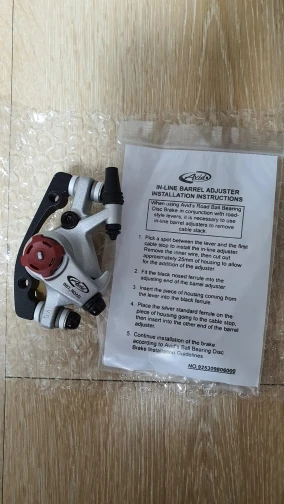 Avid
IN-LINE BARREL ADJUSTER
INSTALLATION INSTRUCTIONS
When using Avid's Road Ball Bearing
Disc Brake in conjunction with road-
style levers, it is necessary to use
in-line barrel adjusters to remove
cable slack.
1. Pick a spot between the lever and the first
cable stop to install the in-line adjuster.
Remove the inner wire, then cut out
approximately 25mm of housing to allow
for the addition of the adjuster.
2. Fit the black nosed ferrule into the
adjusting end of the barrel adjuster.
3. Insert the piece of housing coming from
the lever into the black ferrule.
4. Place the silver standard ferrule on the
piece of housing going to the cable stop,
then insert into the other end of the barrel
adjuster.
5. Continue installation of the brake
according to Avid's Ball Bearing Disc
Brake Installation Guidelines.
Avid